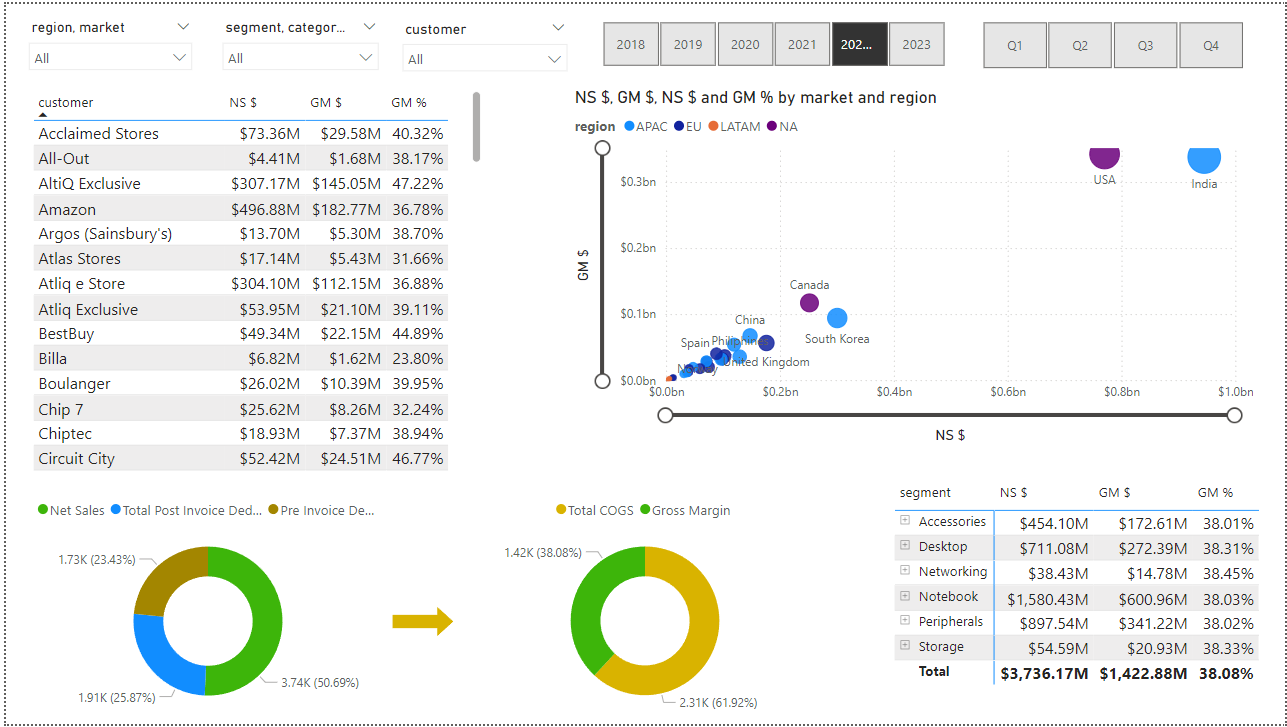 region, market
segment, categor...
customer
All
All
All
2018 2019 2020 2021 202... 2023
Q1 Q2 Q3 Q4
customer NS $ GM $ GM %
Acclaimed Stores $73.36M $29.58M 40.32%
All-Out $4.41M $1.68M 38.17%
AltiQ Exclusive $307.17M $145.05M 47.22%
Amazon $496.88M $182.77M 36.78%
Argos (Sainsbury's) $13.70M $5.30M 38.70%
Atlas Stores $17.14M $5.43M 31.66%
Atliq e Store $304.10M $112.15M 36.88%
Atliq Exclusive $53.95M $21.10M 39.11%
BestBuy $49.34M $22.15M 44.89%
Billa $6.82M $1.62M 23.80%
Boulanger $26.02M $10.39M 39.95%
Chip 7 $25.62M $8.26M 32.24%
Chiptec $18.93M $7.37M 38.94%
Circuit City $52.42M $24.51M 46.77%
NS $, GM $, NS $ and GM % by market and region
region APAC EU LATAM NA
GM $
$0.3bn
$0.2bn
$0.1bn
$0.0bn
USA
India
Canada
South Korea
China
Spain
Philippines
United Kingdom
Norway
$0.0bn $0.2bn $0.4bn $0.6bn $0.8bn $1.0bn
NS $
Net Sales Total Post Invoice Ded... Pre Invoice De...
1.73K (23.43%)
1.91K (25.87%)
3.74K (50.69%)
Total COGS Gross Margin
1.42K (38.08%)
2.31K (61.92%)
segment NS $ GM $ GM %
Accessories $454.10M $172.61M 38.01%
Desktop $711.08M $272.39M 38.31%
Networking $38.43M $14.78M 38.45%
Notebook $1,580.43M $600.96M 38.03%
Peripherals $897.54M $341.22M 38.02%
Storage $54.59M $20.93M 38.33%
Total $3,736.17M $1,422.88M 38.08%